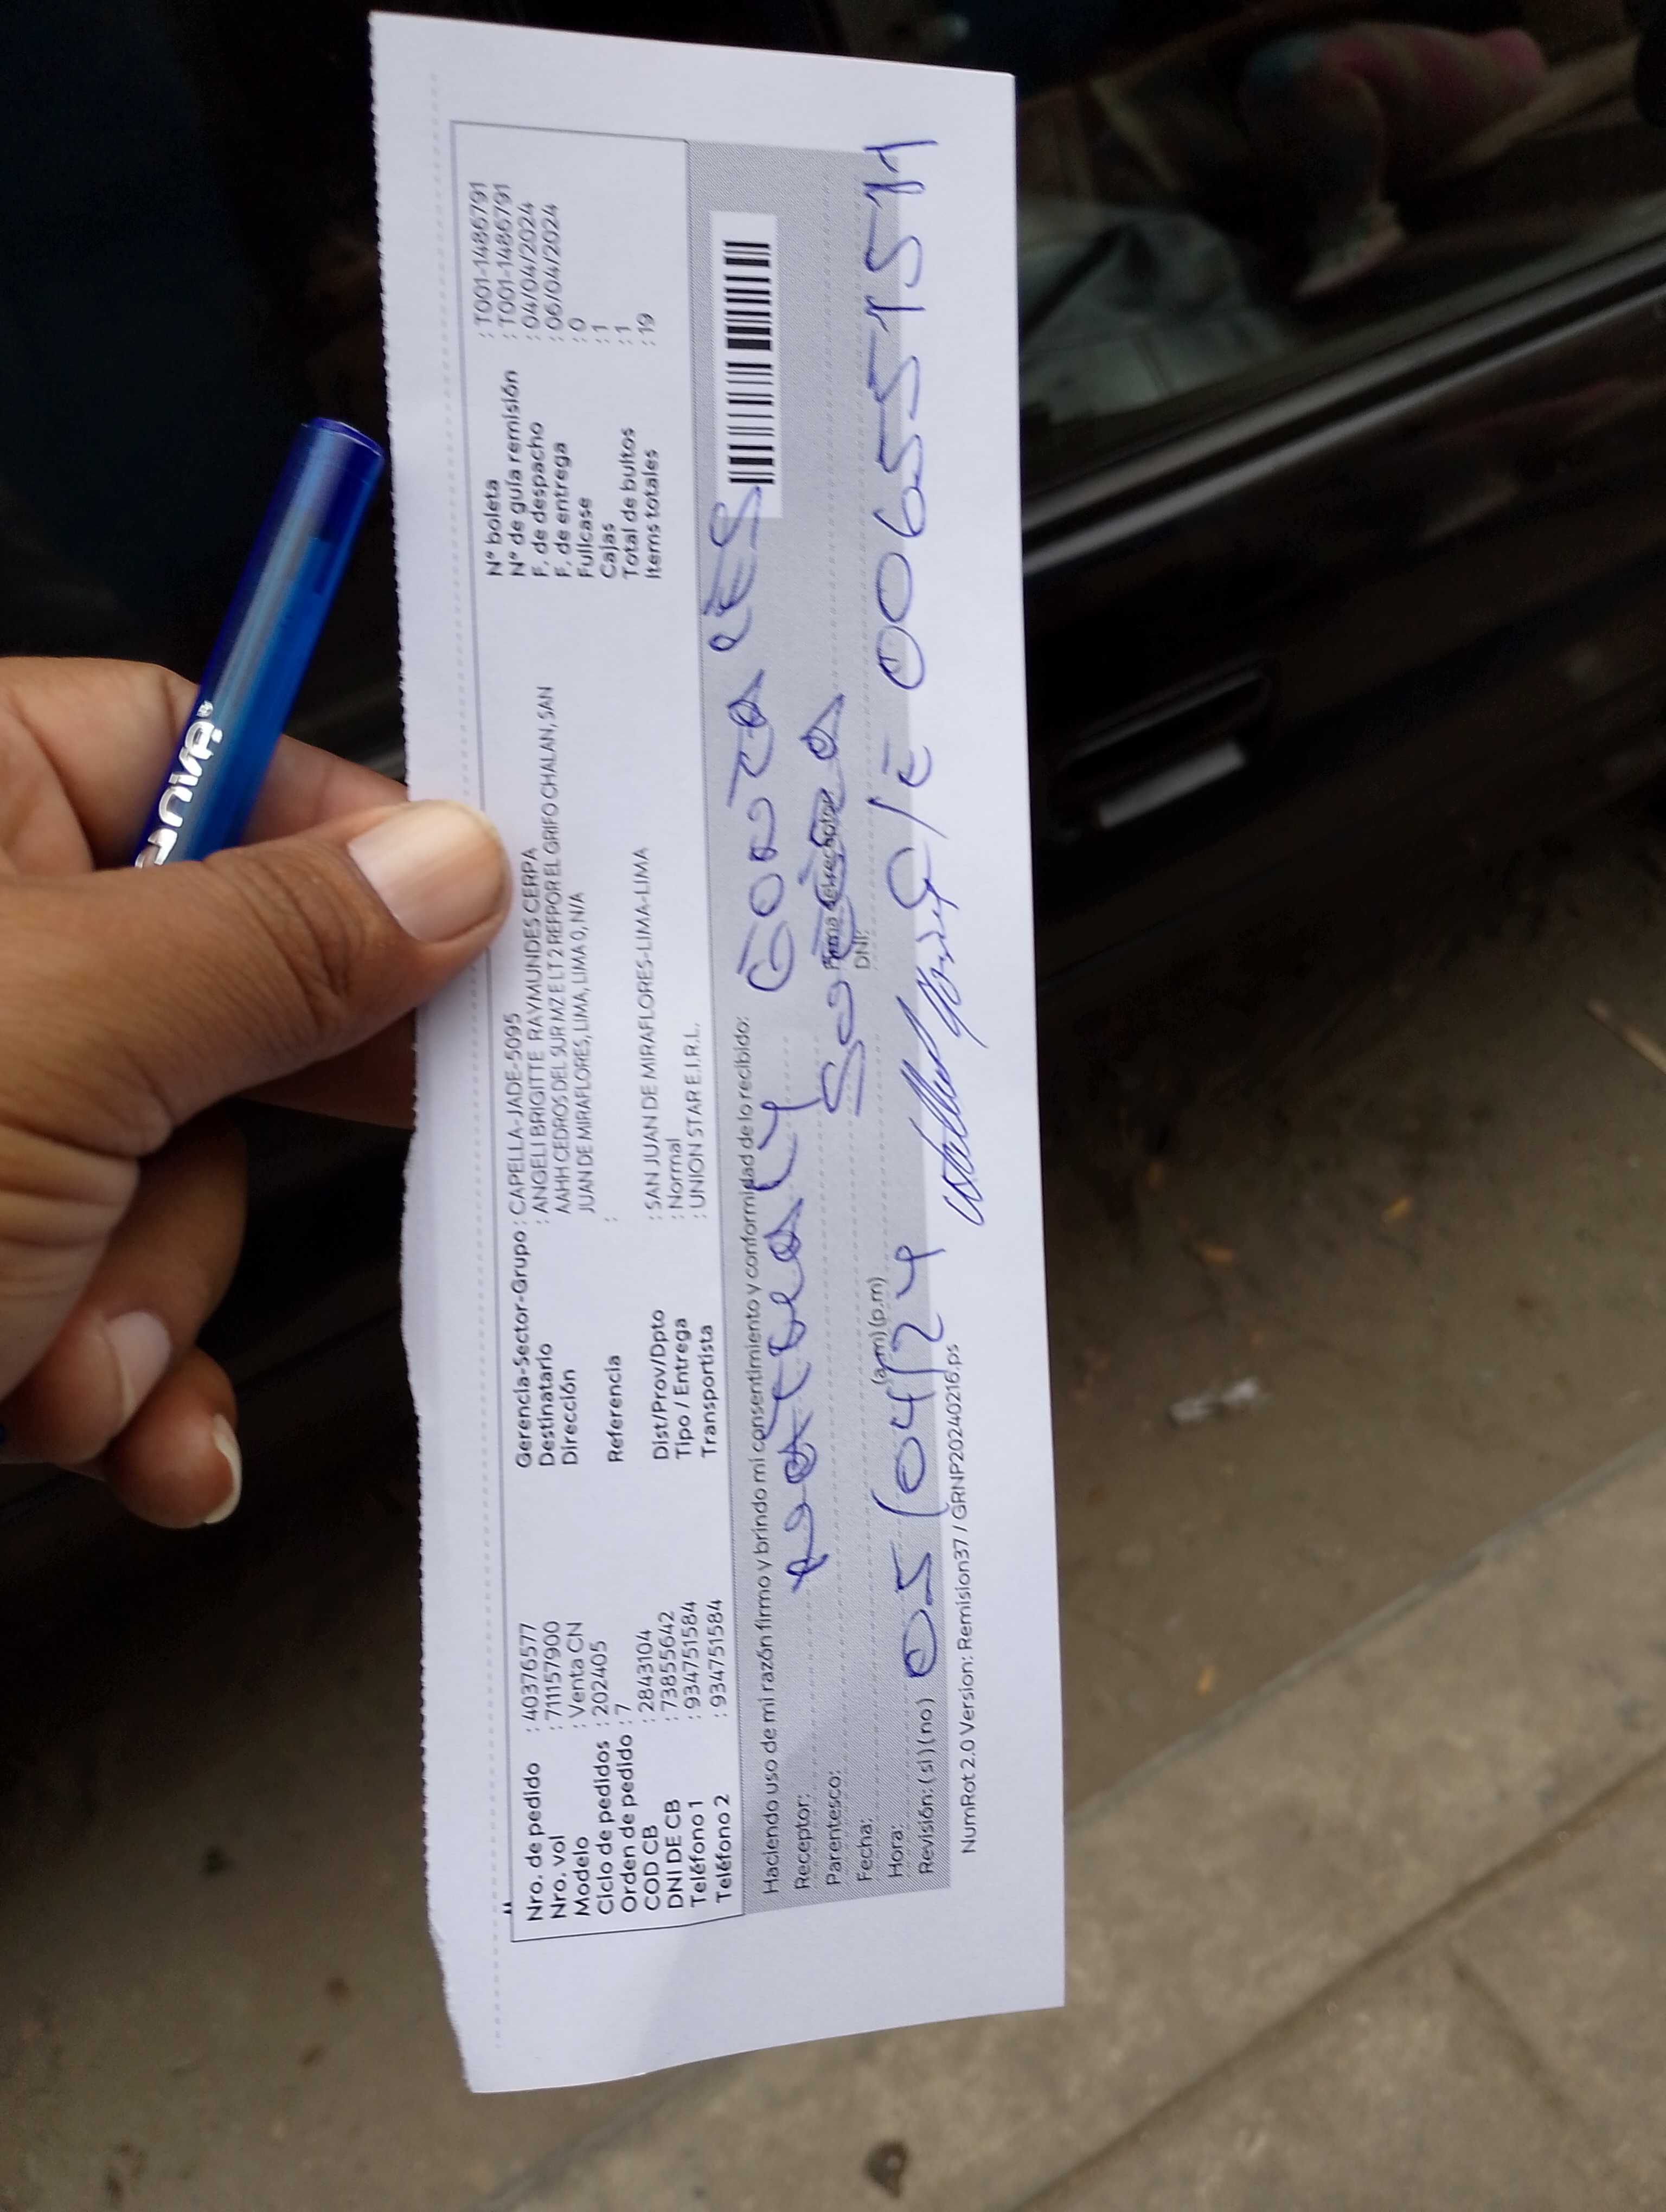 Nro. de pedido : 40376577
Nro. vol : 711157900
Modelo : Venta CN
Ciclo de pedidos : 202405
Orden de pedido : 7
COD CB : 2843104
DNI DE CB : 73855642
Teléfono 1 : 934751584
Teléfono 2 : 934751584
Gerencia-Sector-Grupo : CAPELLA-JADE-5095
Destinatario : ANGELI BRIGITTE RAYMUNDES CERPA
Dirección AAHH CEDROS DEL SUR MZ E LT 2 REFPOR EL GRIFO CHALAN, SAN
JUAN DE MIRAFLORES, LIMA, LIMA 0, N/A
Referencia :
Dist/Prov/Dpto : SAN JUAN DE MIRAFLORES-LIMA-LIMA
Tipo / Entrega : Normal
Transportista : UNION STAR E.I.R.L.
Nº boleta : T001-1486791
Nº de guía remisión : T001-1486791
F. de despacho : 04/04/2024
F. de entrega : 06/04/2024
Fullcase : 0
Cajas : 1
Total de bultos : 1
Items totales : 19
Haciendo uso de mi razón firmo y brindo mi consentimiento y conformidad de lo recibido:
Receptor:
Parentesco:
Fecha:
Hora: (a.m) (p.m)
Revisión: ( si ) ( no ) 05/04/24
DNI:
C/E 006551511
NumRot 2.0 Version: Remision37 / GRNP20240216.ps